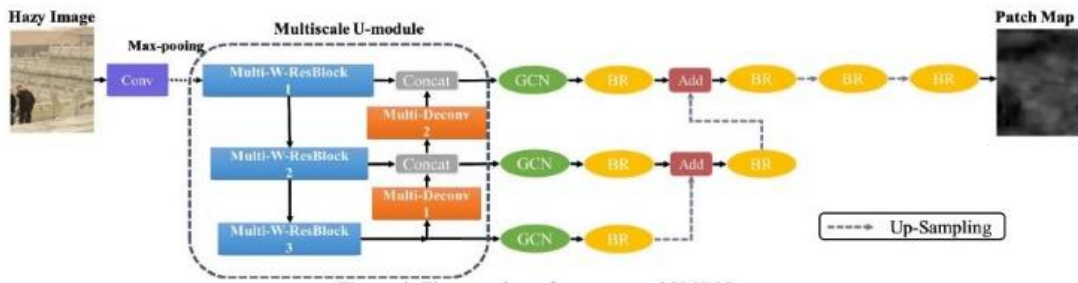 Hazy Image
Patch Map
Multiscale U-module
Max-pooing
Conv
Multi-W-ResBlock
1
Concat
GCN
BR
Add
BR
BR
BR
Multi-Deconv
2
Multi-W-ResBlock
2
Concat
GCN
BR
Add
BR
Multi-Deconv
1
Multi-W-ResBlock
3
GCN
BR
Up-Sampling